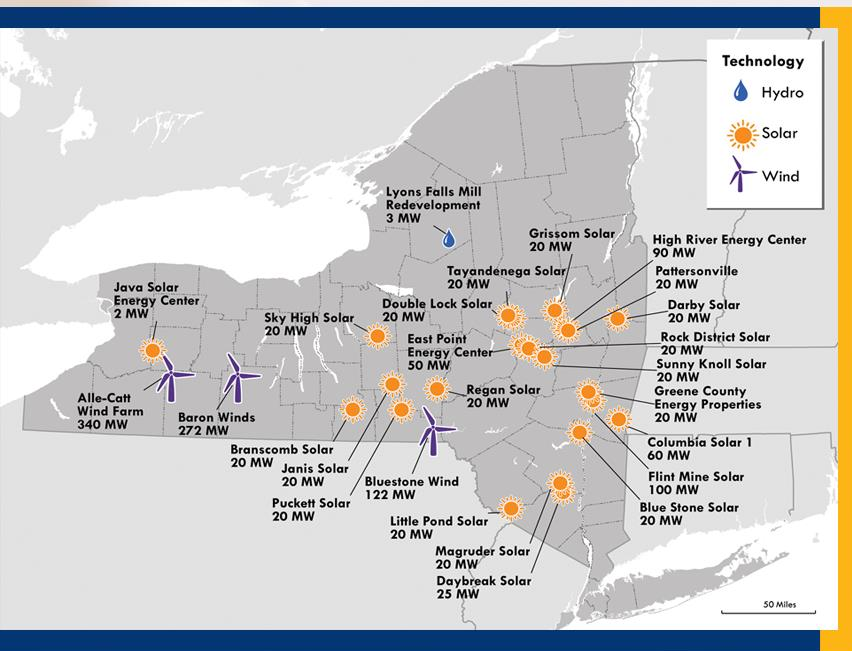 Technology
Hydro
Solar
Wind
Lyons Falls Mill
Redevelopment
3 MW
Grissom Solar
20 MW
High River Energy Center
90 MW
Tayandenega Solar
20 MW
Pattersonville
20 MW
Java Solar
Energy Center
2 MW
Double Lock Solar
20 MW
Darby Solar
20 MW
Sky High Solar
20 MW
East Point
Energy Center
50 MW
Rock District Solar
20 MW
Sunny Knoll Solar
20 MW
Regan Solar
20 MW
Greene County
Energy Properties
20 MW
Alle-Catt
Wind Farm
340 MW
Baron Winds
272 MW
Columbia Solar 1
60 MW
Branscomb Solar
20 MW
Janis Solar
20 MW
Bluestone Wind
122 MW
Flint Mine Solar
100 MW
Puckett Solar
20 MW
Blue Stone Solar
20 MW
Little Pond Solar
20 MW
Magruder Solar
20 MW
Daybreak Solar
25 MW
50 Miles